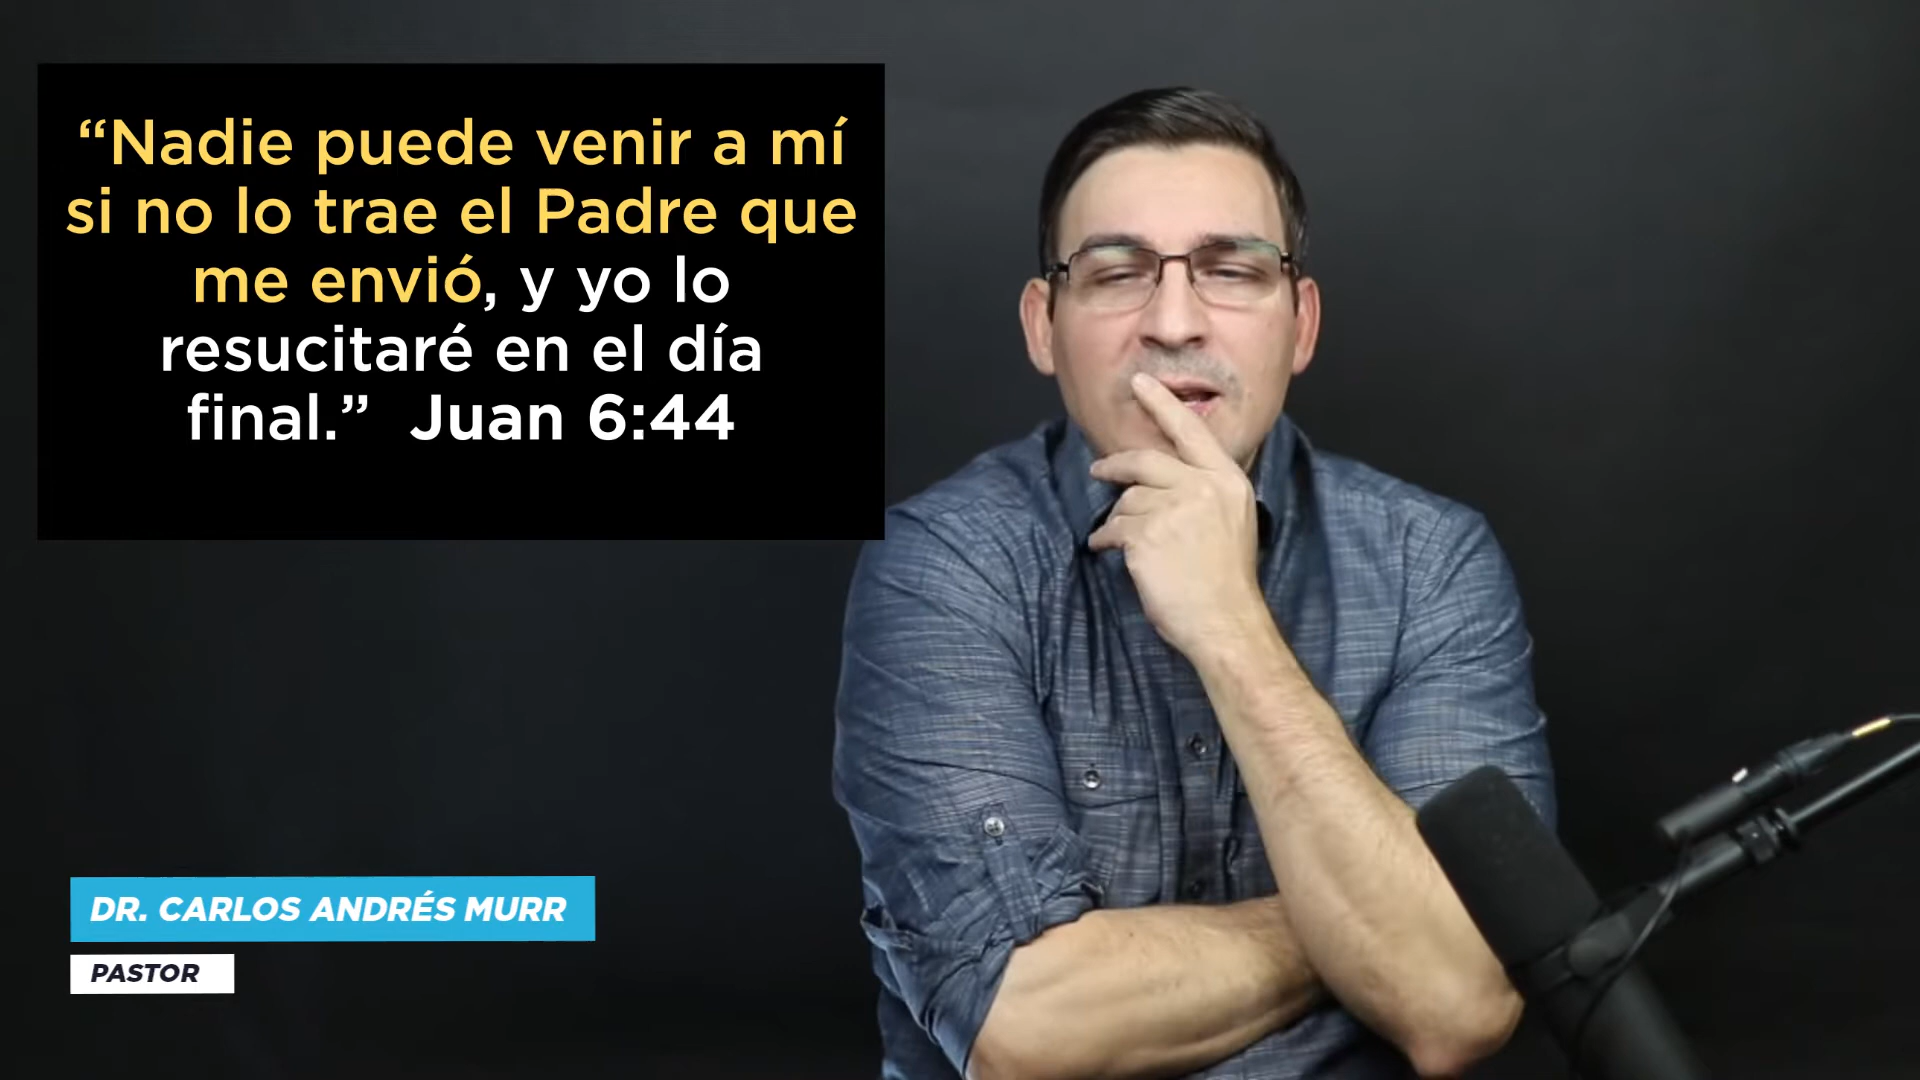 “Nadie puede venir a mí
si no lo trae el Padre que
me envió, y yo lo
resucitaré en el día
final.” Juan 6:44
DR. CARLOS ANDRÉS MURR
PASTOR